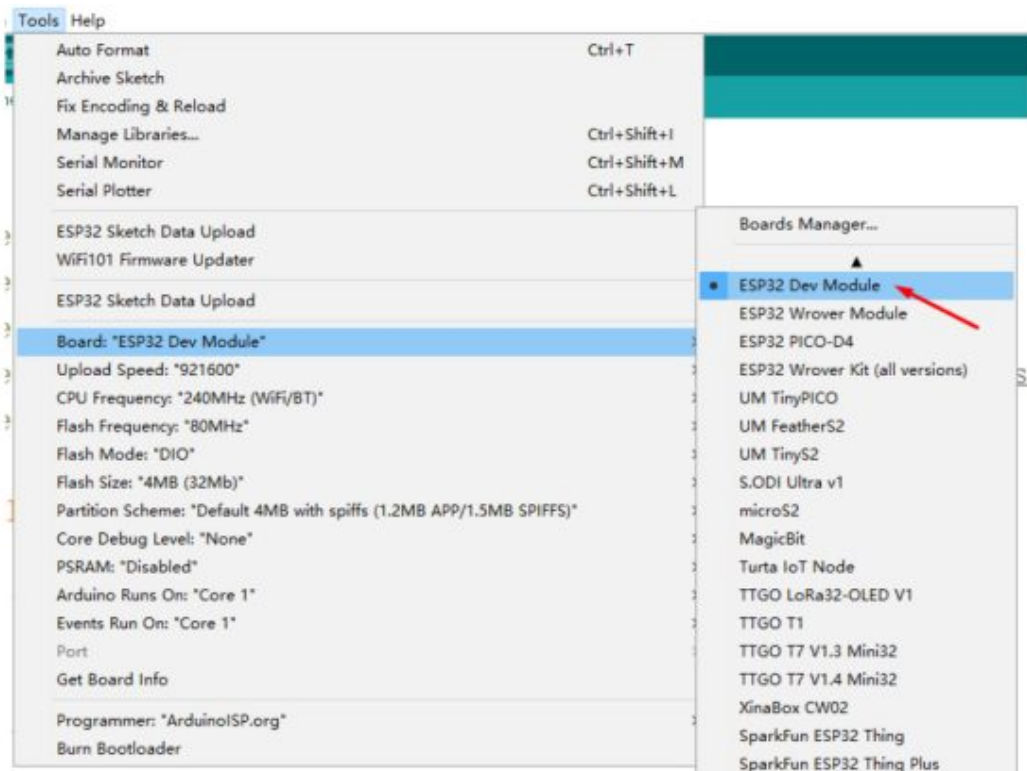 Tools Help
Auto Format Ctrl+T
Archive Sketch
Fix Encoding & Reload
Manage Libraries... Ctrl+Shift+I
Serial Monitor Ctrl+Shift+M
Serial Plotter Ctrl+Shift+L
ESP32 Sketch Data Upload
WiFi101 Firmware Updater
ESP32 Sketch Data Upload
Board: "ESP32 Dev Module"
Upload Speed: "921600"
CPU Frequency: "240MHz (WiFi/BT)"
Flash Frequency: "80MHz"
Flash Mode: "DIO"
Flash Size: "4MB (32Mb)"
Partition Scheme: "Default 4MB with spiffs (1.2MB APP/1.5MB SPIFFS)"
Core Debug Level: "None"
PSRAM: "Disabled"
Arduino Runs On: "Core 1"
Events Run On: "Core 1"
Port
Get Board Info
Programmer: "ArduinoISP.org"
Burn Bootloader
Boards Manager...
ESP32 Dev Module
ESP32 Wrover Module
ESP32 PICO-D4
ESP32 Wrover Kit (all versions)
UM TinyPICO
UM FeatherS2
UM TinyS2
S.ODI Ultra v1
microS2
MagicBit
Turta IoT Node
TTGO LoRa32-OLED V1
TTGO T1
TTGO T7 V1.3 Mini32
TTGO T7 V1.4 Mini32
XinaBox CW02
SparkFun ESP32 Thing
SparkFun ESP32 Thing Plus